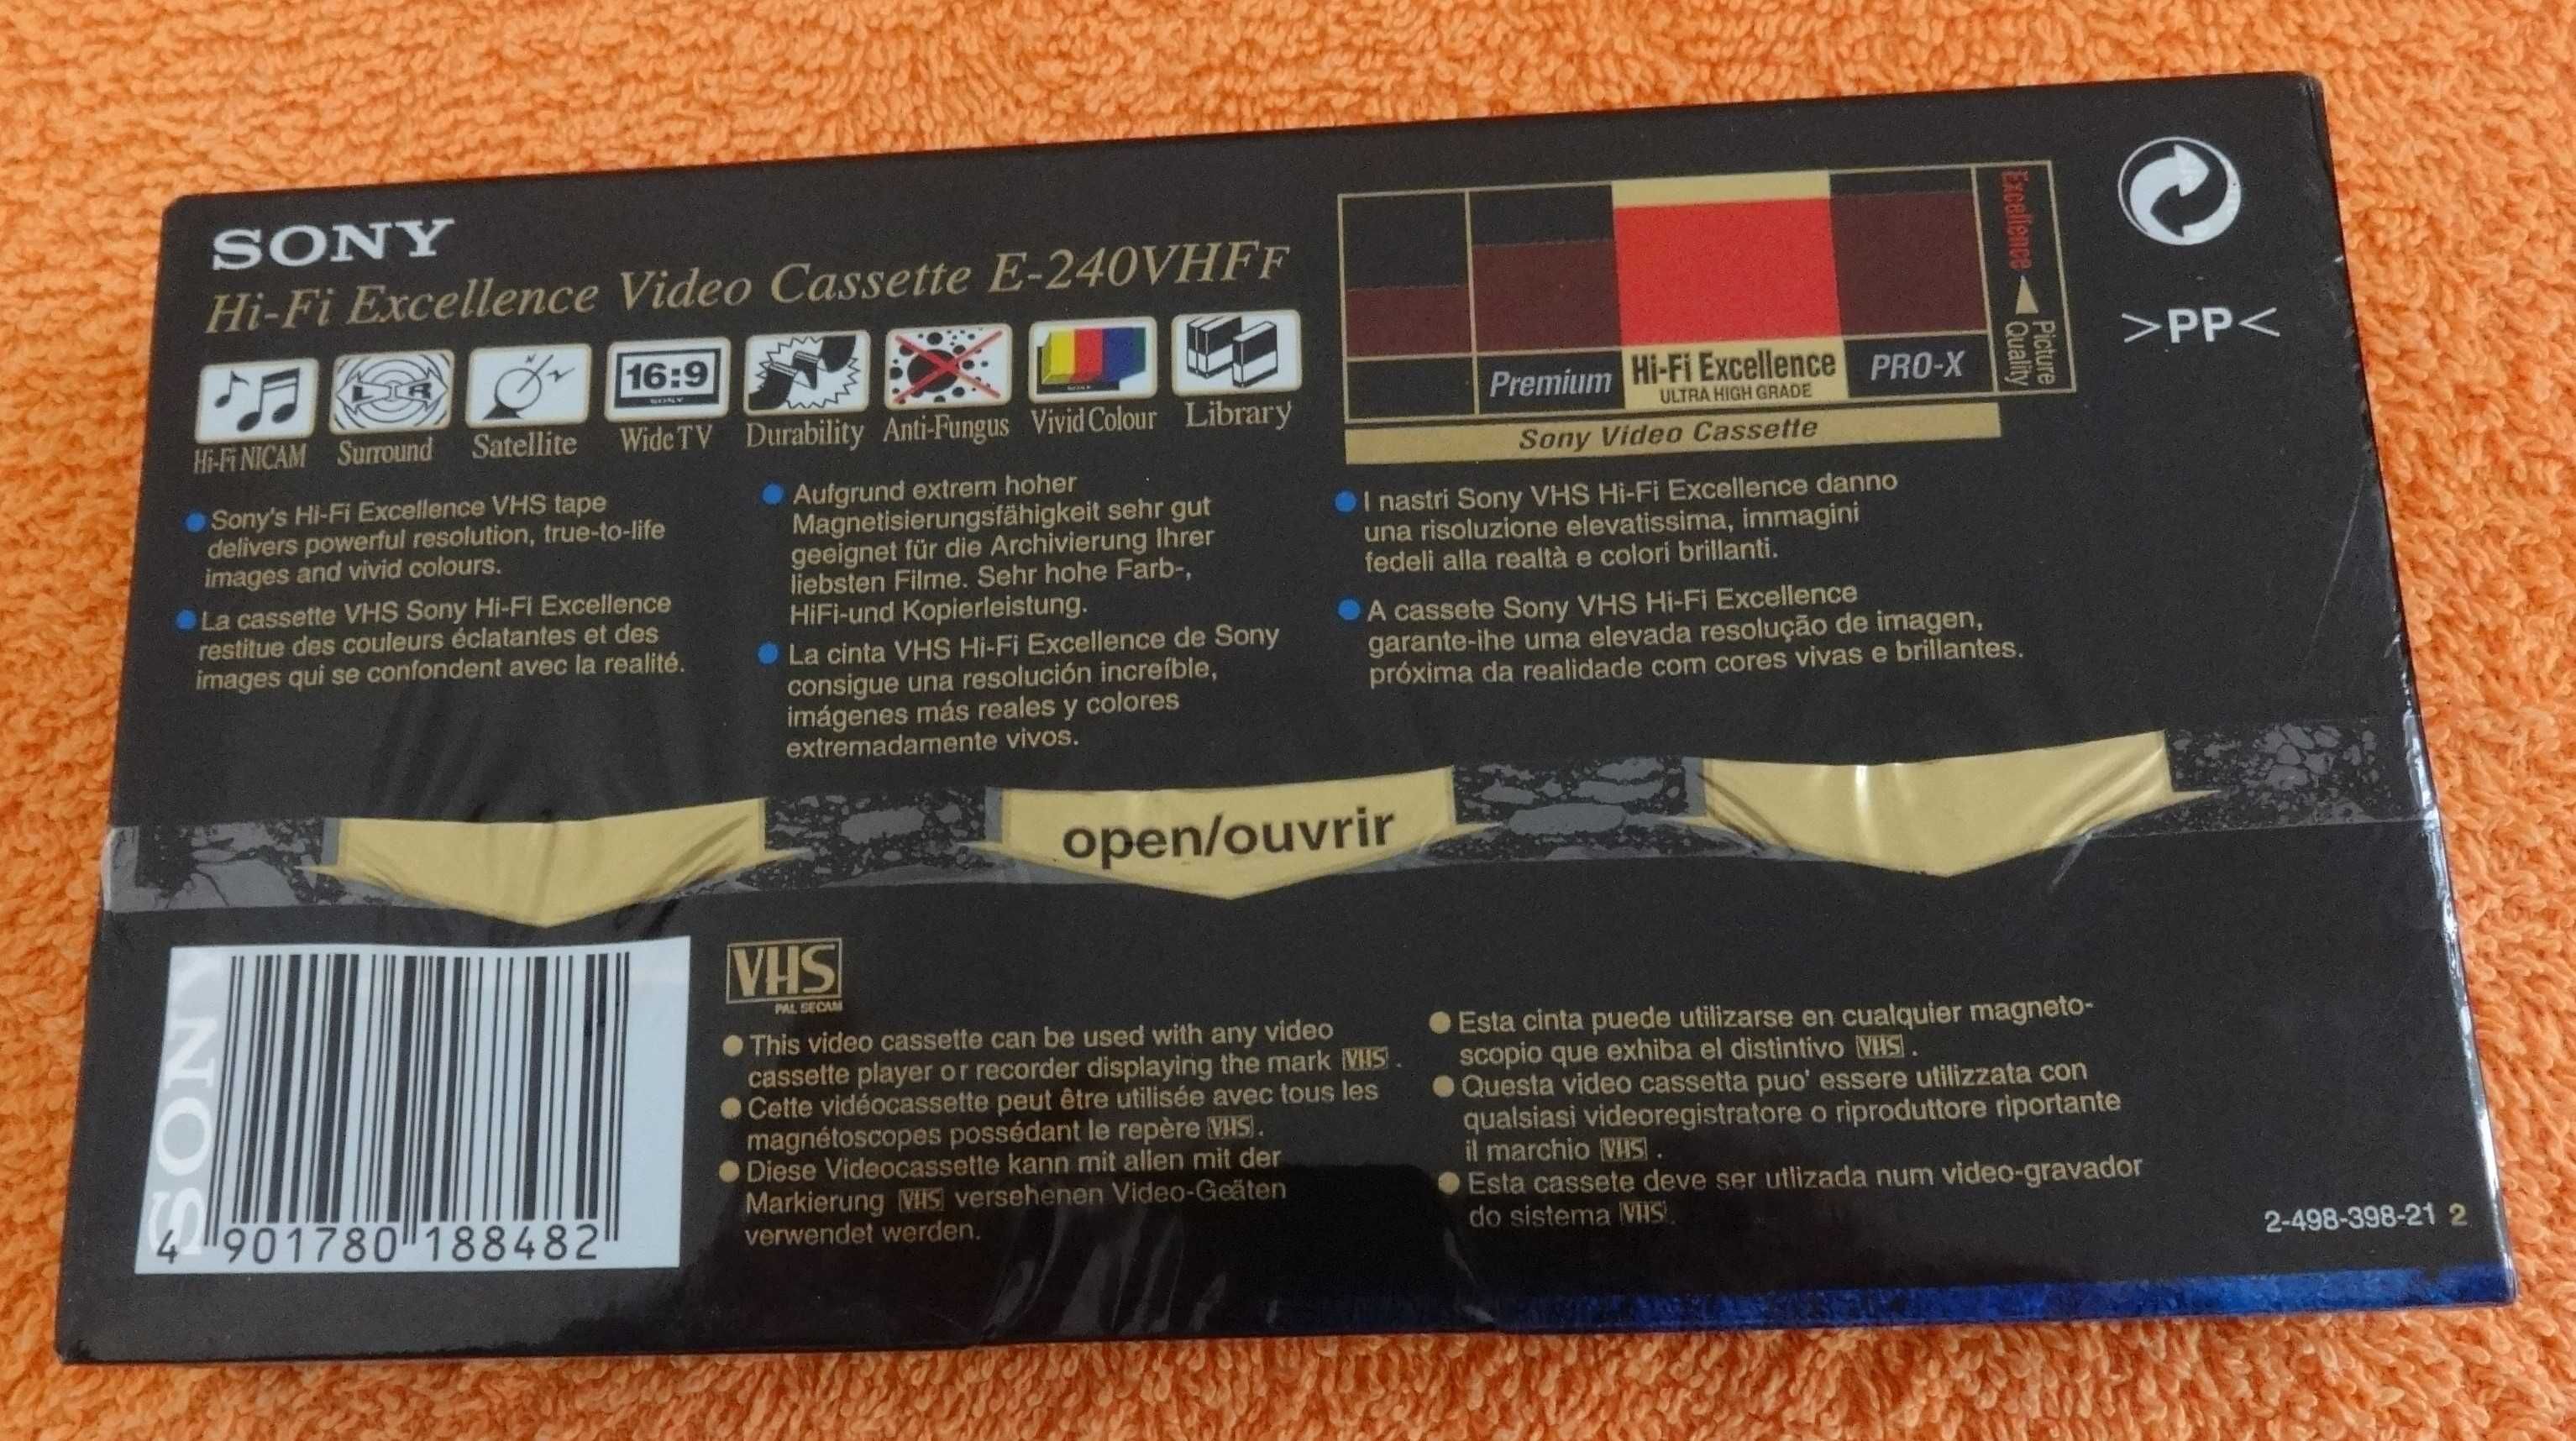 SONY
Hi-Fi Excellence Video Cassette E-240VHFF
L R
16:9
SONY
Hi-Fi NICAM
Surround
Satellite
Wide TV
Durability
Anti-Fungus
Vivid Colour
Library
Premium
Hi-Fi Excellence
ULTRA HIGH GRADE
PRO-X
Excellence
Picture
Quality
Sony Video Cassette
>PP<
Sony's Hi-Fi Excellence VHS tape
delivers powerful resolution, true-to-life
images and vivid colours.
La cassette VHS Sony Hi-Fi Excellence
restitue des couleurs éclatantes et des
images qui se confondent avec la realité.
Aufgrund extrem hoher
Magnetisierungsfähigkeit sehr gut
geeignet für die Archivierung Ihrer
liebsten Filme. Sehr hohe Farb-,
HiFi-und Kopierleistung.
La cinta VHS Hi-Fi Excellence de Sony
consigue una resolución increíble,
imágenes más reales y colores
extremadamente vivos.
I nastri Sony VHS Hi-Fi Excellence danno
una risoluzione elevatissima, immagini
fedeli alla realtà e colori brillanti.
A cassete Sony VHS Hi-Fi Excellence
garante-ihe uma elevada resolução de imagen,
próxima da realidade com cores vivas e brillantes.
open/ouvrir
SONY
4 901780 188482
VHS
PAL SECAM
This video cassette can be used with any video
cassette player or recorder displaying the mark VHS.
Cette vidéocassette peut être utilisée avec tous les
magnétoscopes possédant le repère VHS.
Diese Videocassette kann mit allen mit der
Markierung VHS versehenen Video-Geäten
verwendet werden.
Esta cinta puede utilizarse en cualquier magneto-
scopio que exhiba el distintivo VHS.
Questa video cassetta puo' essere utilizzata con
qualsiasi videoregistratore o riproduttore riportante
il marchio VHS.
Esta cassete deve ser utlizada num video-gravador
do sistema VHS.
2-498-398-21 2